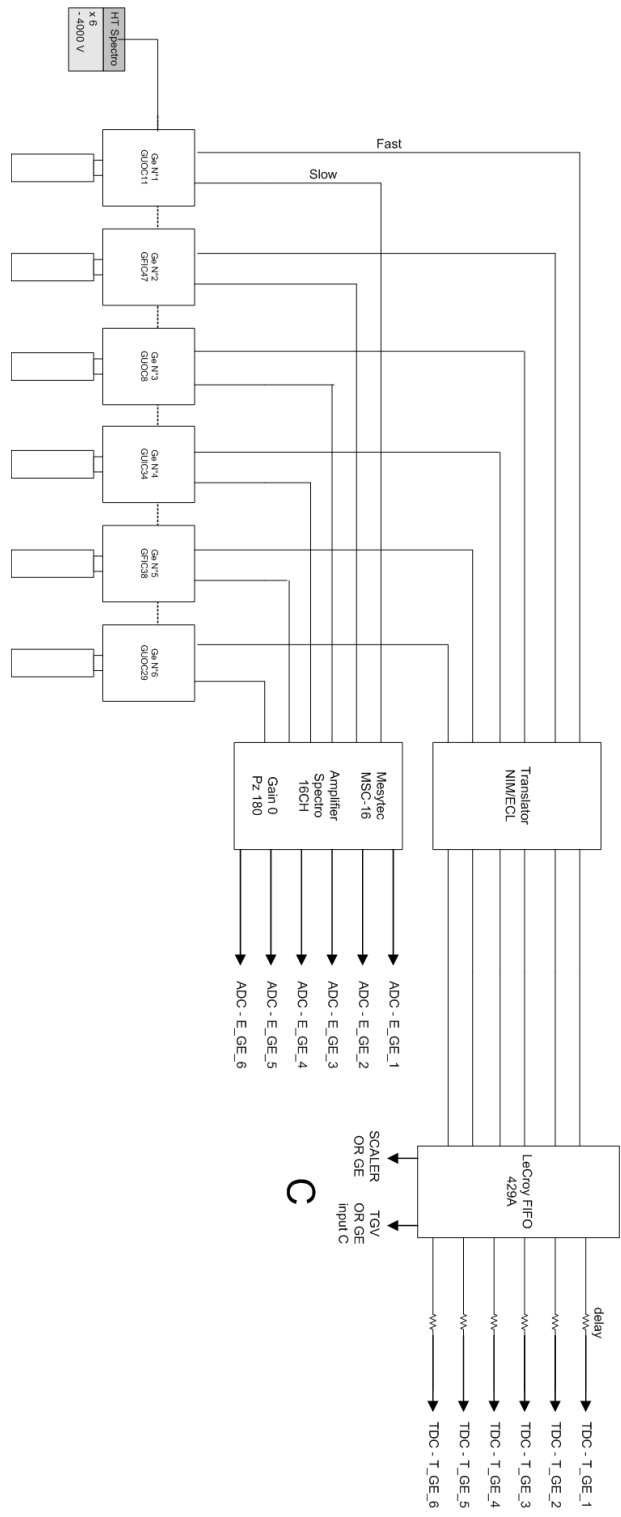 HT Spectro
x 6
- 4000 V
Ge N°1
GUOC11
Ge N°2
GFIC47
Ge N°3
GUOC8
Ge N°4
GUIC34
Ge N°5
GFIC38
Ge N°6
GUOC29
Fast
Slow
Translator
NIM/ECL
Mesytec
MSC-16
Amplifier
Spectro
16CH
Gain 0
Pz 180
ADC - E_GE_1
ADC - E_GE_2
ADC - E_GE_3
ADC - E_GE_4
ADC - E_GE_5
ADC - E_GE_6
LeCroy FIFO
429A
SCALER
OR GE
TGV
OR GE
input C
C
delay
TDC - T_GE_1
TDC - T_GE_2
TDC - T_GE_3
TDC - T_GE_4
TDC - T_GE_5
TDC - T_GE_6